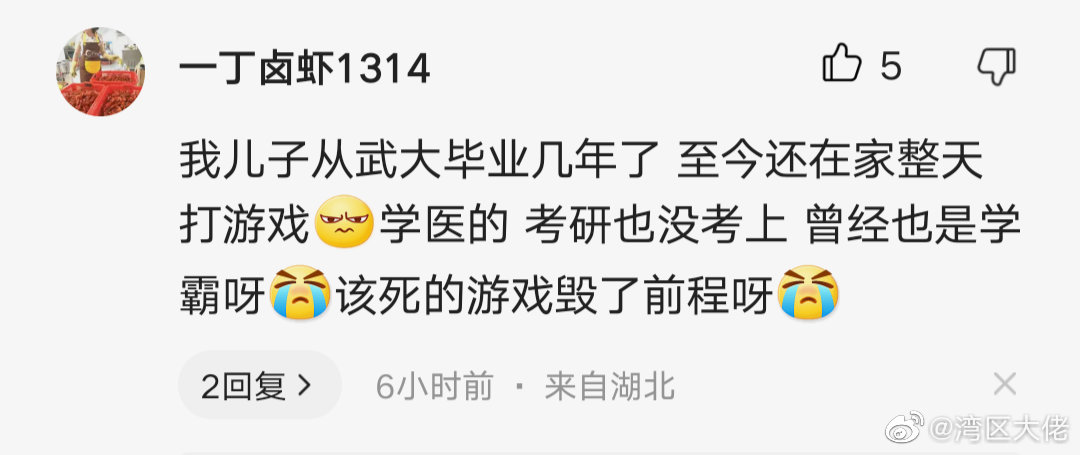 一丁卤虾1314
5
我儿子从武大毕业几年了 至今还在家整天
打游戏😠学医的 考研也没考上 曾经也是学
霸呀😭该死的游戏毁了前程呀😭
2回复
6小时前 · 来自湖北
@湾区大佬